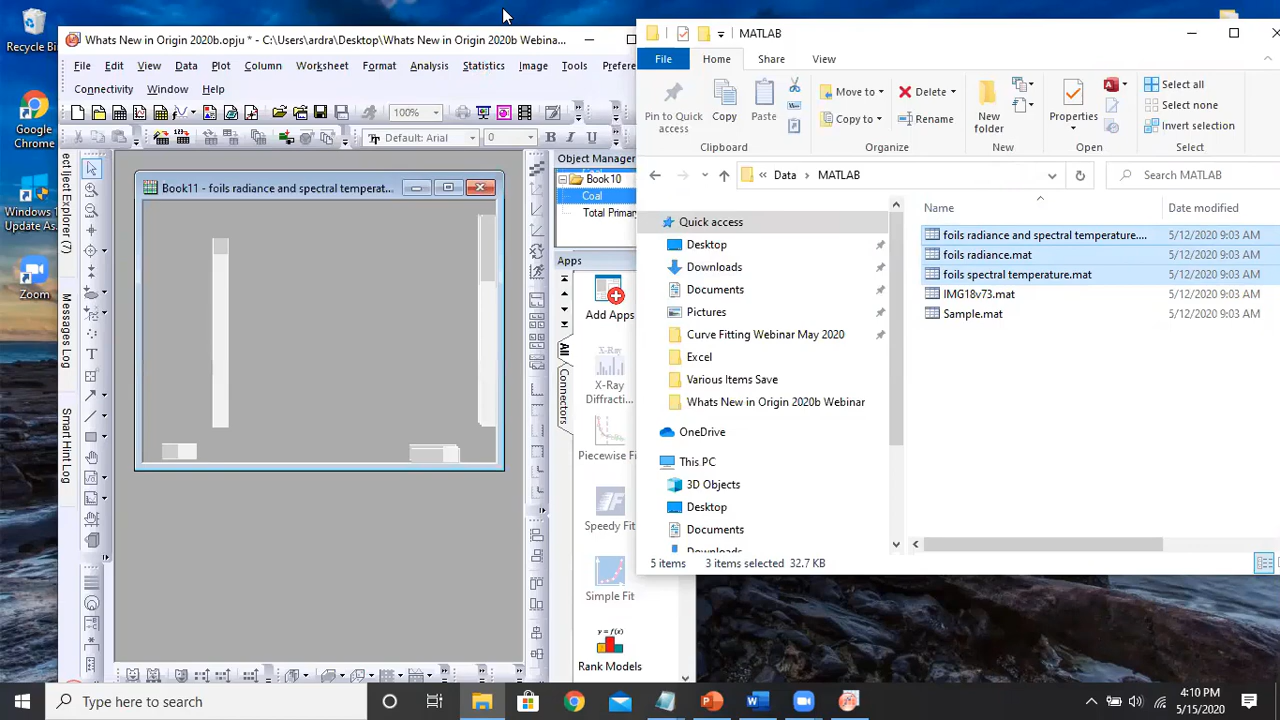 Recycle Bin
Google Chrome
Windows Update As
Zoom
Whats New in Origin 2020b.opju * - C:\Users\ardra\Desktop\Whats New in Origin 2020b Webina...
File Edit View Data Plot Column Worksheet Format Analysis Statistics Image Tools Prefere
Connectivity Window Help
100%
Default: Arial 0 B I U
ect Explorer (7)
Messages Log
Smart Hint Log
Book11 - foils radiance and spectral temperat...
Object Manager
Book10
Coal
Total Primary
Apps
All
Connectors
Add Apps
X-Ray Diffracti...
Piecewise Fi
Speedy Fit
Simple Fit
y = f(x)
Rank Models
MATLAB
File Home Share View
Pin to Quick access
Copy
Paste
Clipboard
Move to
Copy to
Delete
Rename
Organize
New folder
New
Properties
Open
Select all
Select none
Invert selection
Select
« Data › MATLAB
Search MATLAB
Quick access
Desktop
Downloads
Documents
Pictures
Curve Fitting Webinar May 2020
Excel
Various Items Save
Whats New in Origin 2020b Webinar
OneDrive
This PC
3D Objects
Desktop
Documents
Downloads
Name Date modified
foils radiance and spectral temperature.... 5/12/2020 9:03 AM
foils radiance.mat 5/12/2020 9:03 AM
foils spectral temperature.mat 5/12/2020 9:03 AM
IMG18v73.mat 5/12/2020 9:03 AM
Sample.mat 5/12/2020 9:03 AM
5 items 3 items selected 32.7 KB
Type here to search
4:10 PM
5/15/2020